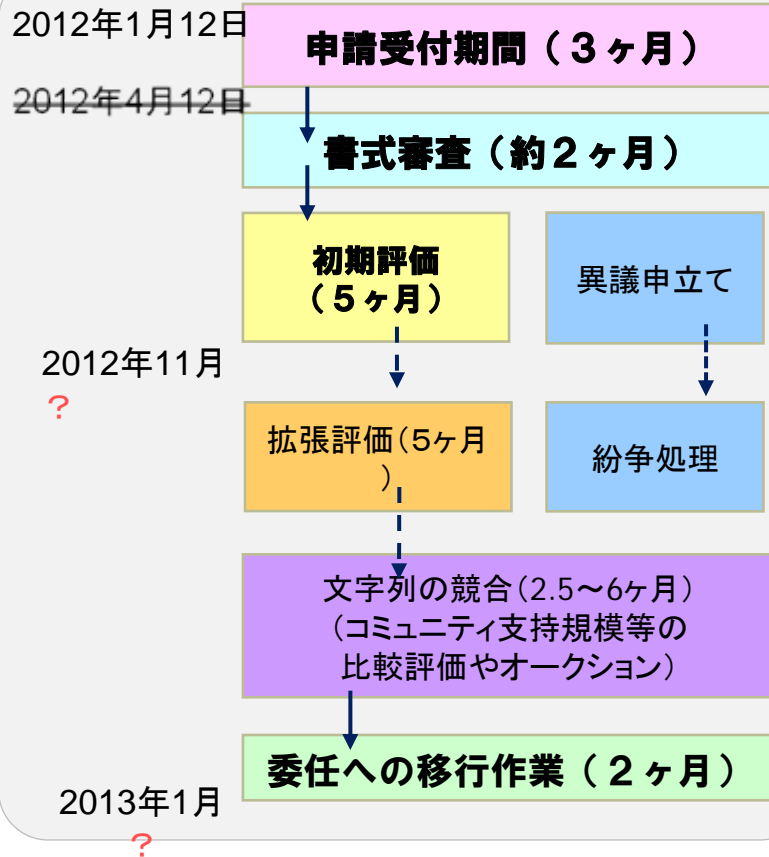 2012年1月12日
申請受付期間（３ヶ月）
2012年4月12日
書式審査（約２ヶ月）
初期評価
（５ヶ月）
異議申立て
2012年11月
？
拡張評価（5ヶ月
）
紛争処理
文字列の競合（2.5～6ヶ月）
（コミュニティ支持規模等の
比較評価やオークション）
委任への移行作業（２ヶ月）
2013年1月
？